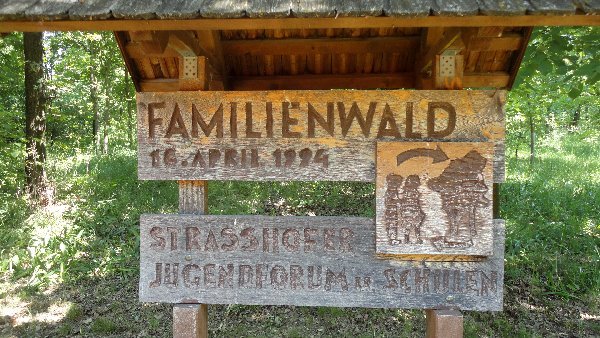 FAMILIENWALD
16. APRIL 1994
STRASSHOFER
JUGENDFORUM u. SCHULEN